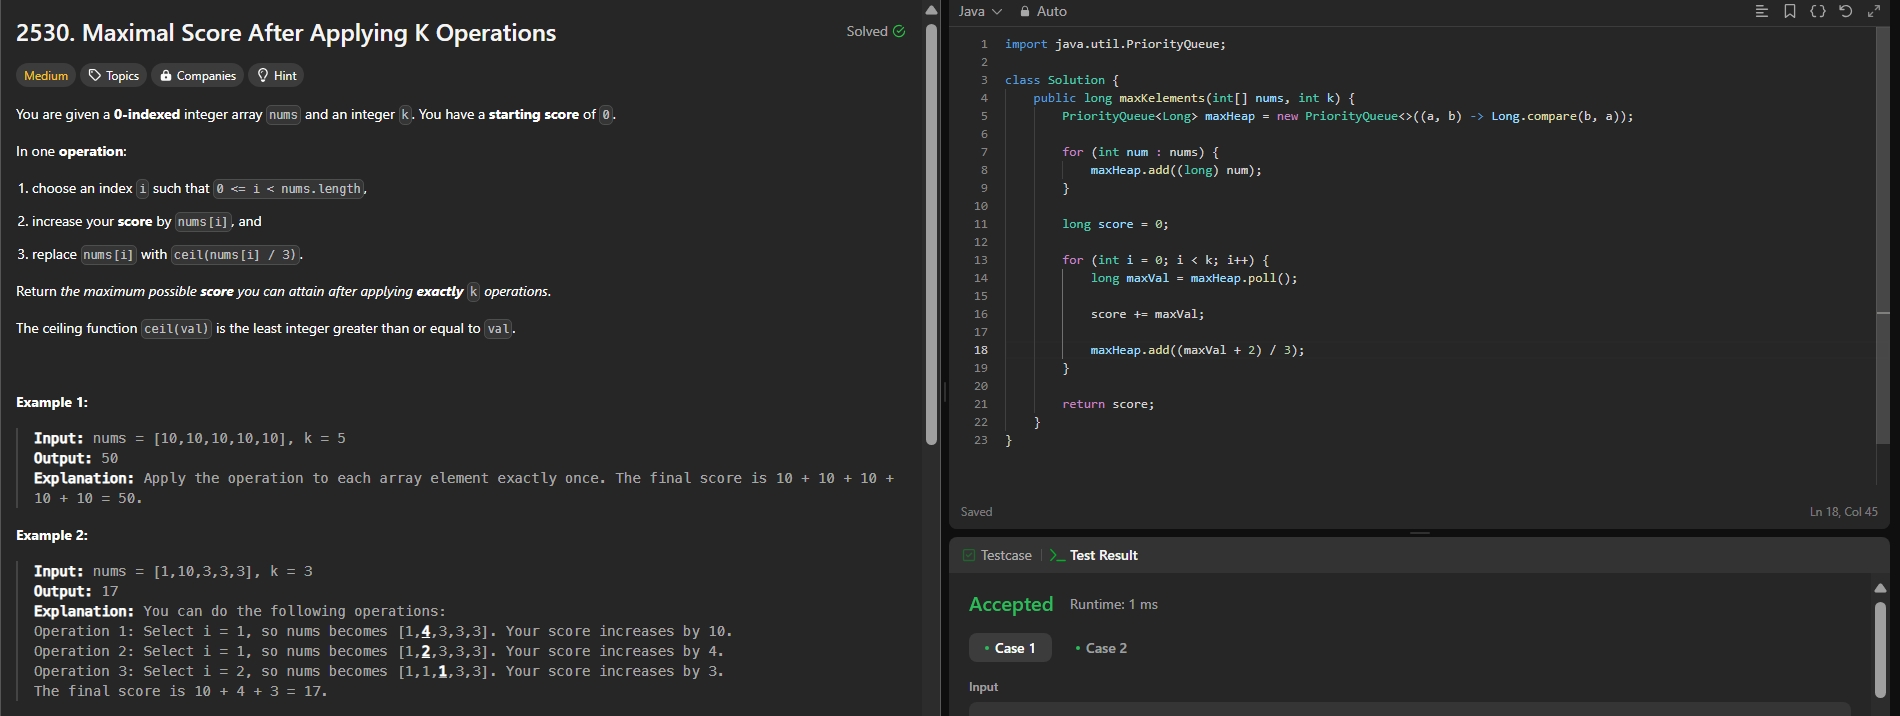 2530. Maximal Score After Applying K Operations
Solved
Medium Topics Companies Hint
You are given a 0-indexed integer array nums and an integer k. You have a starting score of 0.
In one operation:
1. choose an index i such that 0 <= i < nums.length,
2. increase your score by nums[i], and
3. replace nums[i] with ceil(nums[i] / 3).
Return the maximum possible score you can attain after applying exactly k operations.
The ceiling function ceil(val) is the least integer greater than or equal to val.
Example 1:
Input: nums = [10,10,10,10,10], k = 5
Output: 50
Explanation: Apply the operation to each array element exactly once. The final score is 10 + 10 + 10 +
10 + 10 = 50.
Example 2:
Input: nums = [1,10,3,3,3], k = 3
Output: 17
Explanation: You can do the following operations:
Operation 1: Select i = 1, so nums becomes [1,4,3,3,3]. Your score increases by 10.
Operation 2: Select i = 1, so nums becomes [1,2,3,3,3]. Your score increases by 4.
Operation 3: Select i = 2, so nums becomes [1,1,1,3,3]. Your score increases by 3.
The final score is 10 + 4 + 3 = 17.
Java Auto
1 import java.util.PriorityQueue;
2
3 class Solution {
4 public long maxKelements(int[] nums, int k) {
5 PriorityQueue<Long> maxHeap = new PriorityQueue<>((a, b) -> Long.compare(b, a));
6
7 for (int num : nums) {
8 maxHeap.add((long) num);
9 }
10
11 long score = 0;
12
13 for (int i = 0; i < k; i++) {
14 long maxVal = maxHeap.poll();
15
16 score += maxVal;
17
18 maxHeap.add((maxVal + 2) / 3);
19 }
20
21 return score;
22 }
23 }
Saved
Ln 18, Col 45
Testcase Test Result
Accepted Runtime: 1 ms
Case 1 Case 2
Input